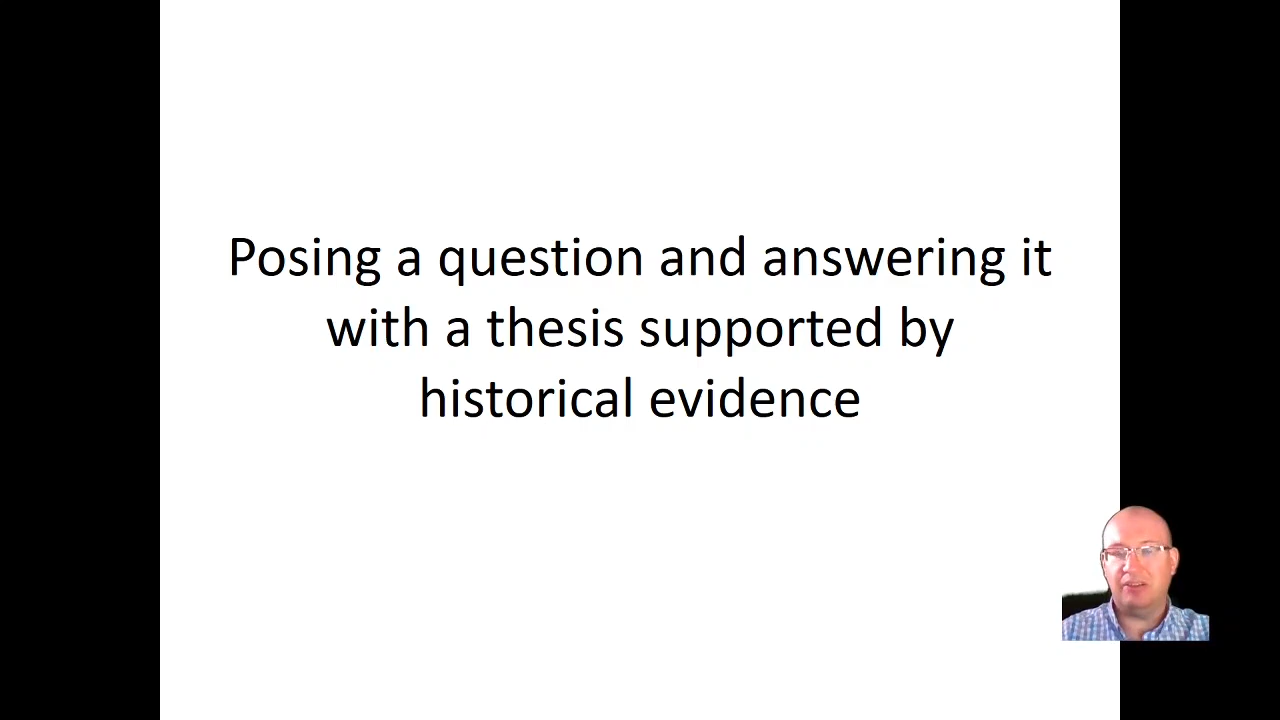 Posing a question and answering it
with a thesis supported by
historical evidence